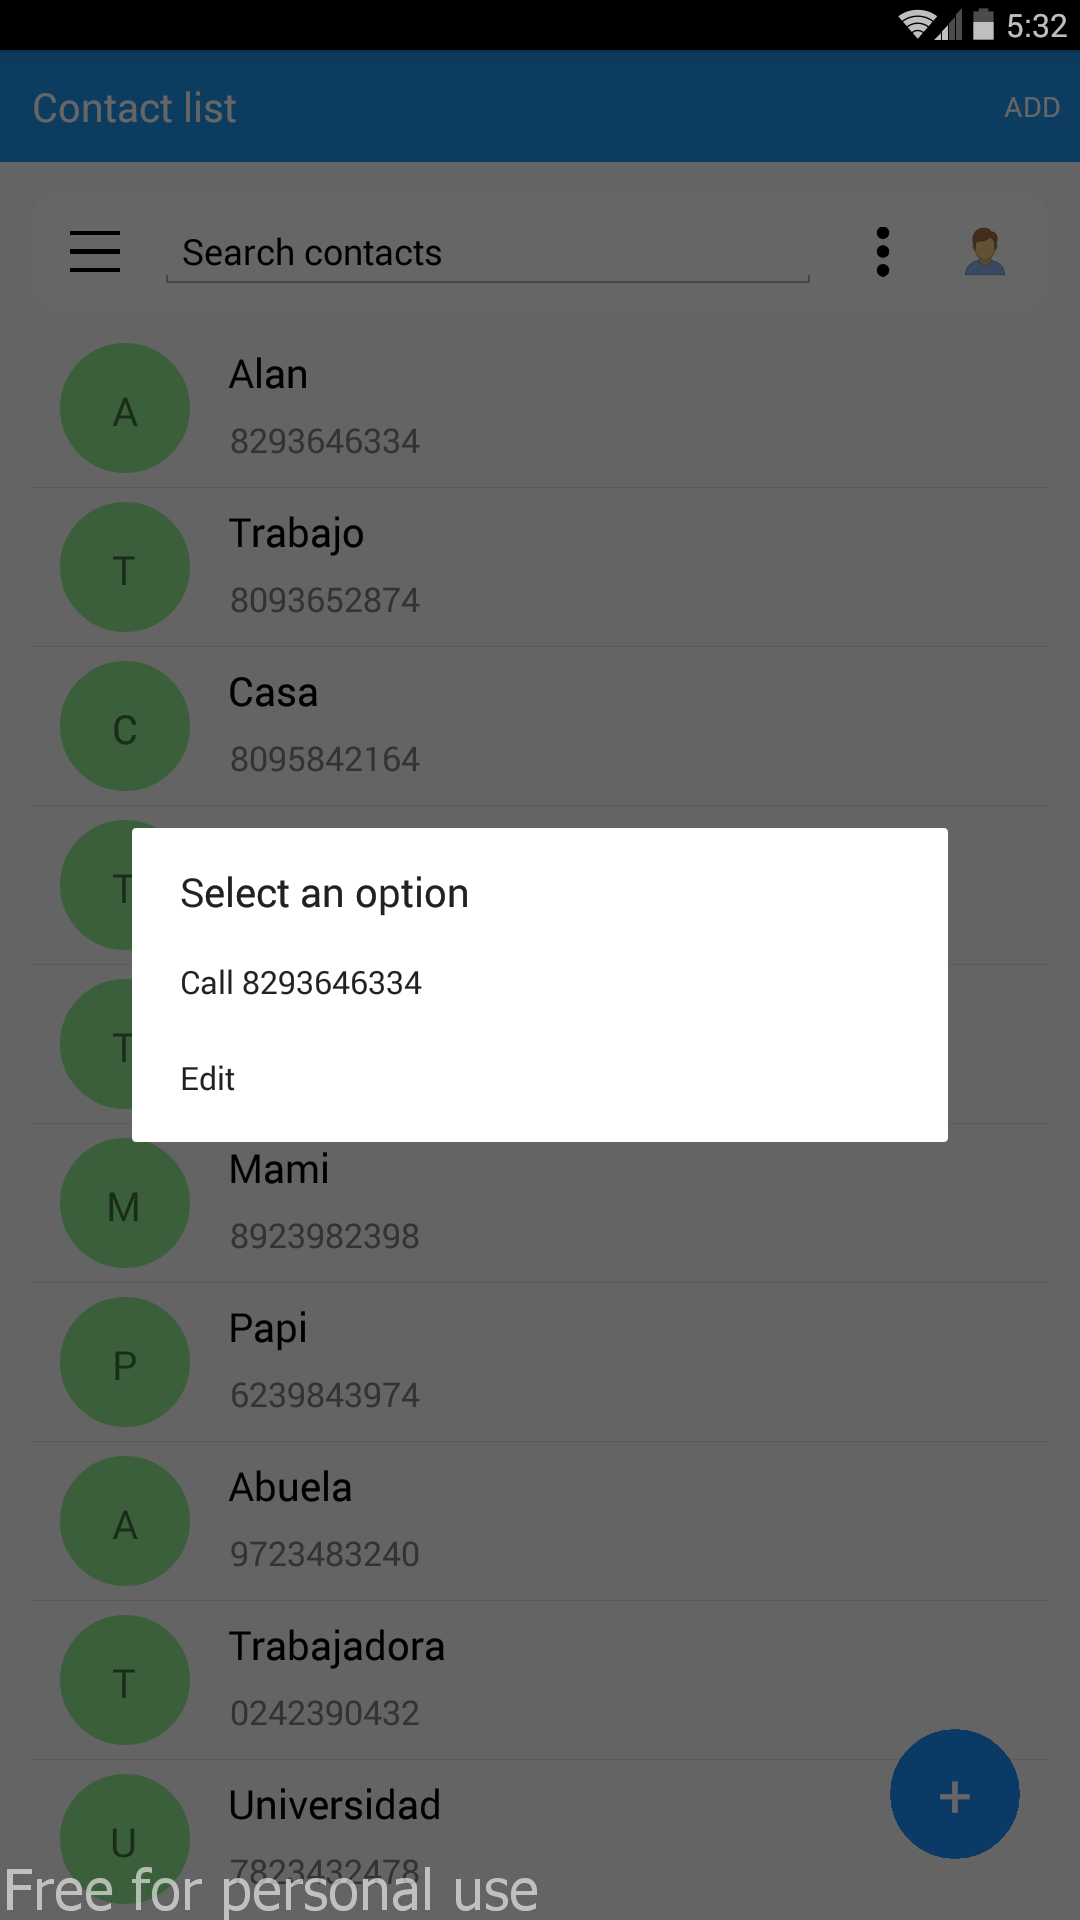 5:32
Contact list
ADD
Search contacts
A
Alan
8293646334
T
Trabajo
8093652874
C
Casa
8095842164
T
Select an option
Call 8293646334
T
Edit
M
Mami
8923982398
P
Papi
6239843974
A
Abuela
9723483240
T
Trabajadora
0242390432
+
U
Universidad
7823432478
Free for personal use